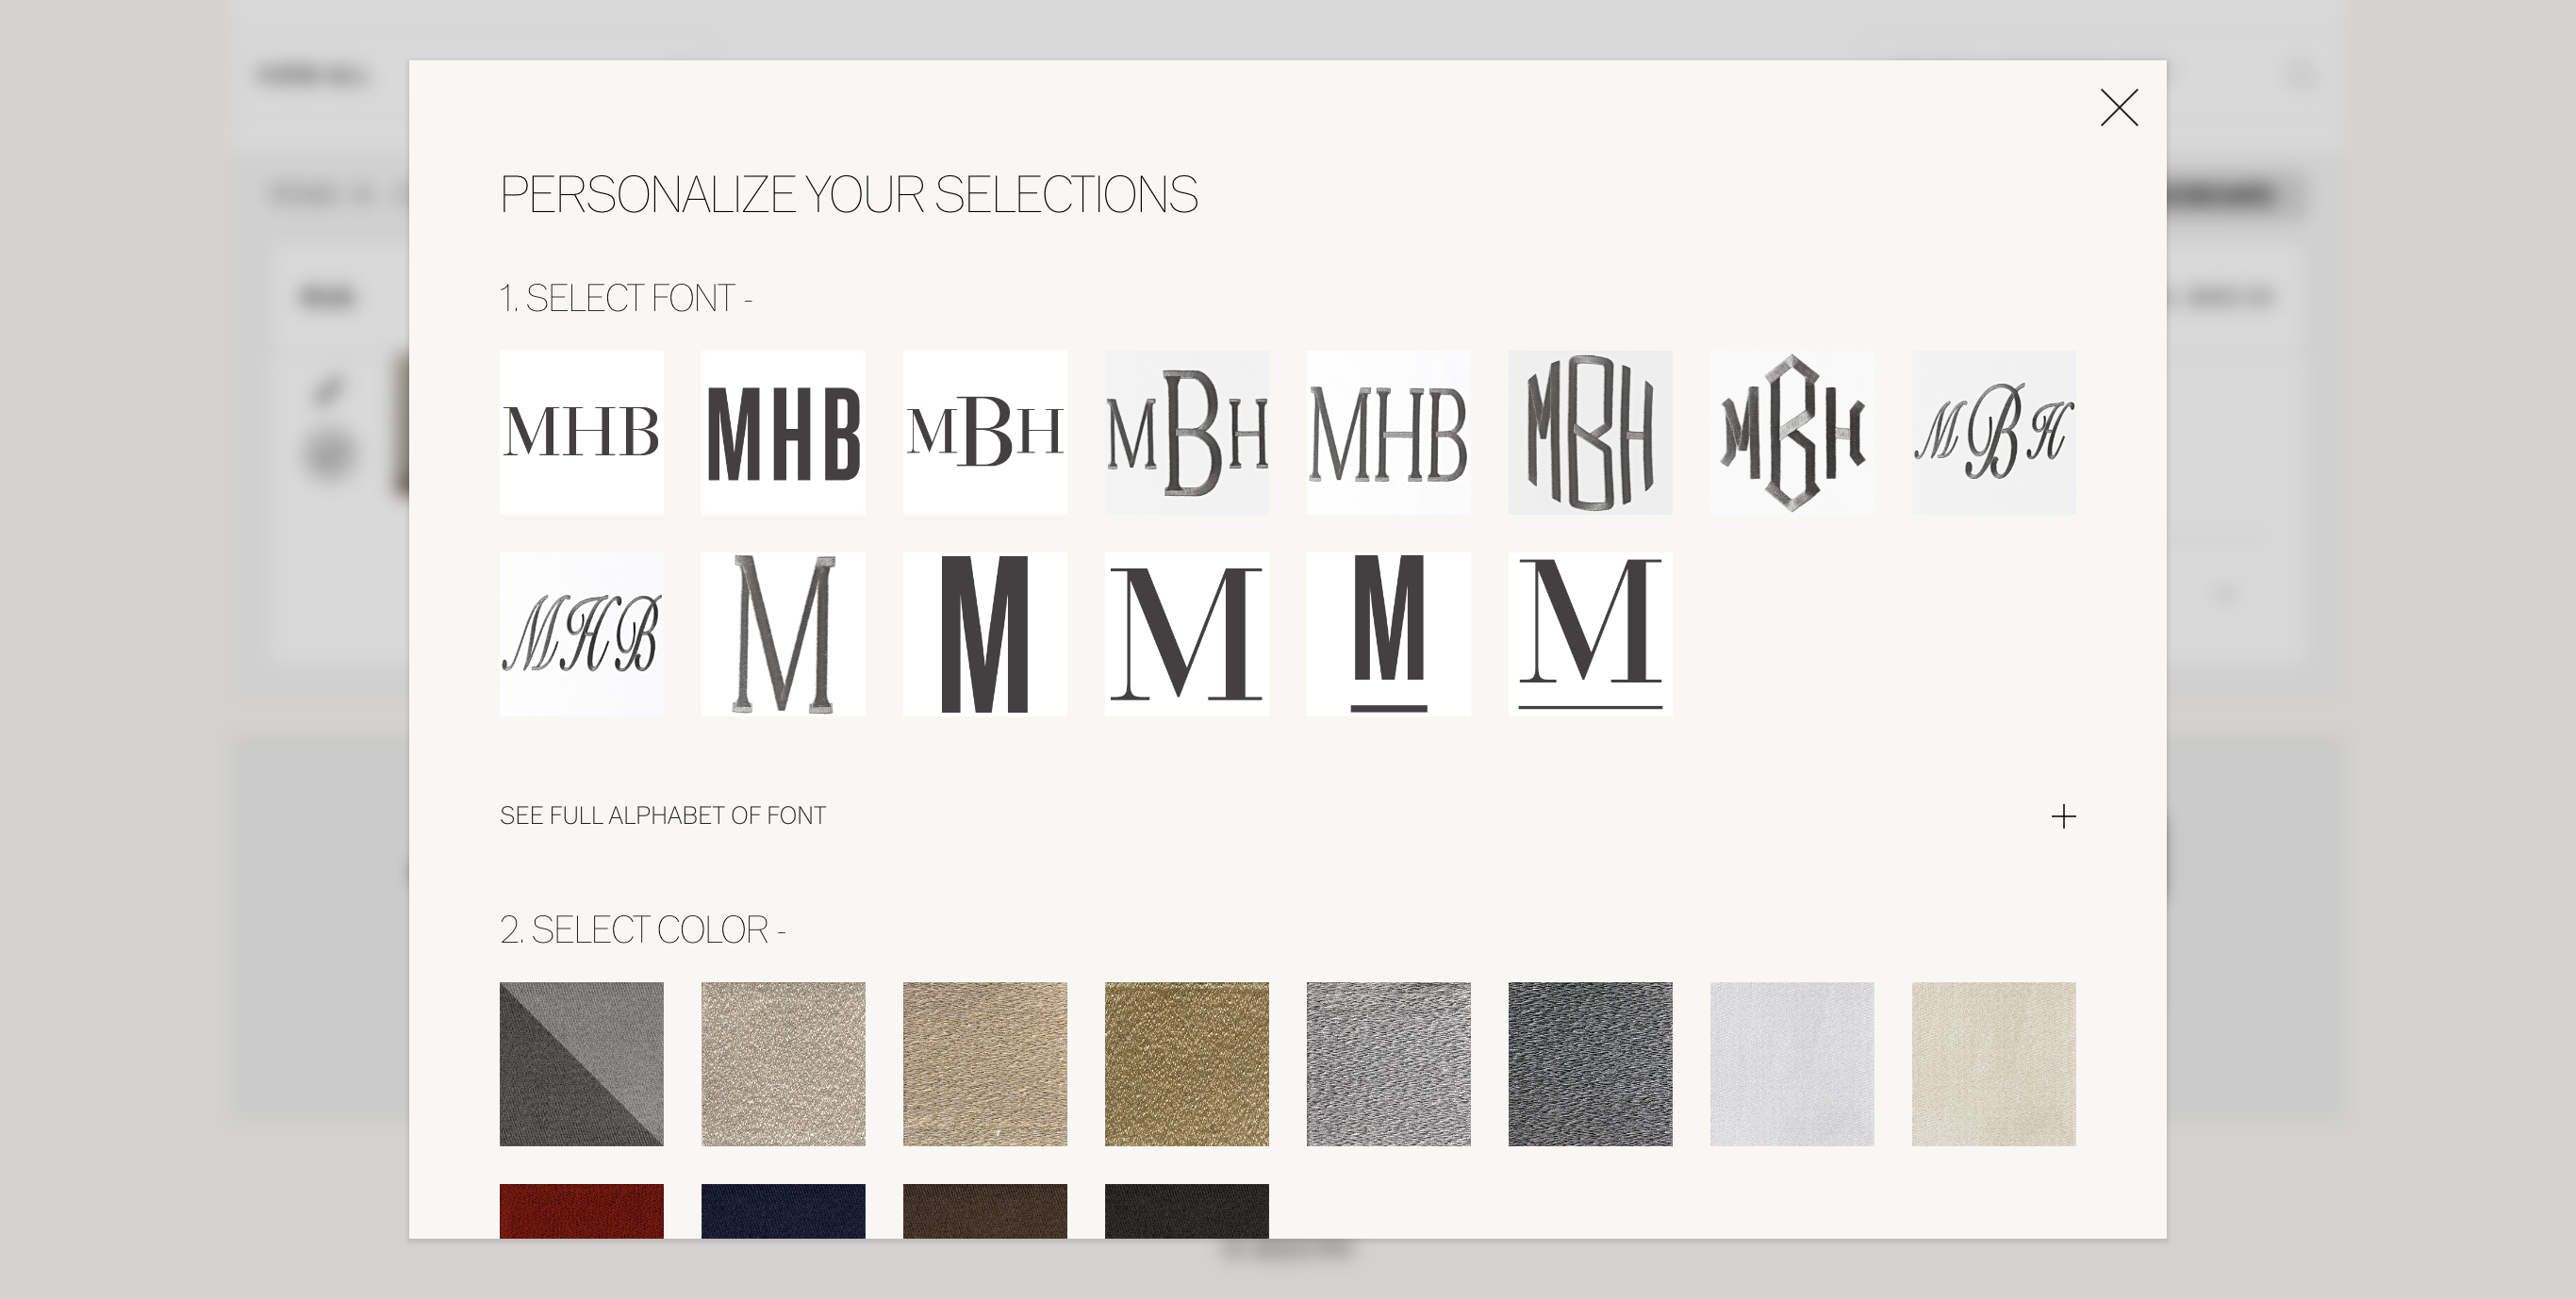 PERSONALIZE YOUR SELECTIONS
1. SELECT FONT -
MHB MHB MBH MBH MHB MBH MBH MBH
MHB M M M M M
SEE FULL ALPHABET OF FONT
2. SELECT COLOR -